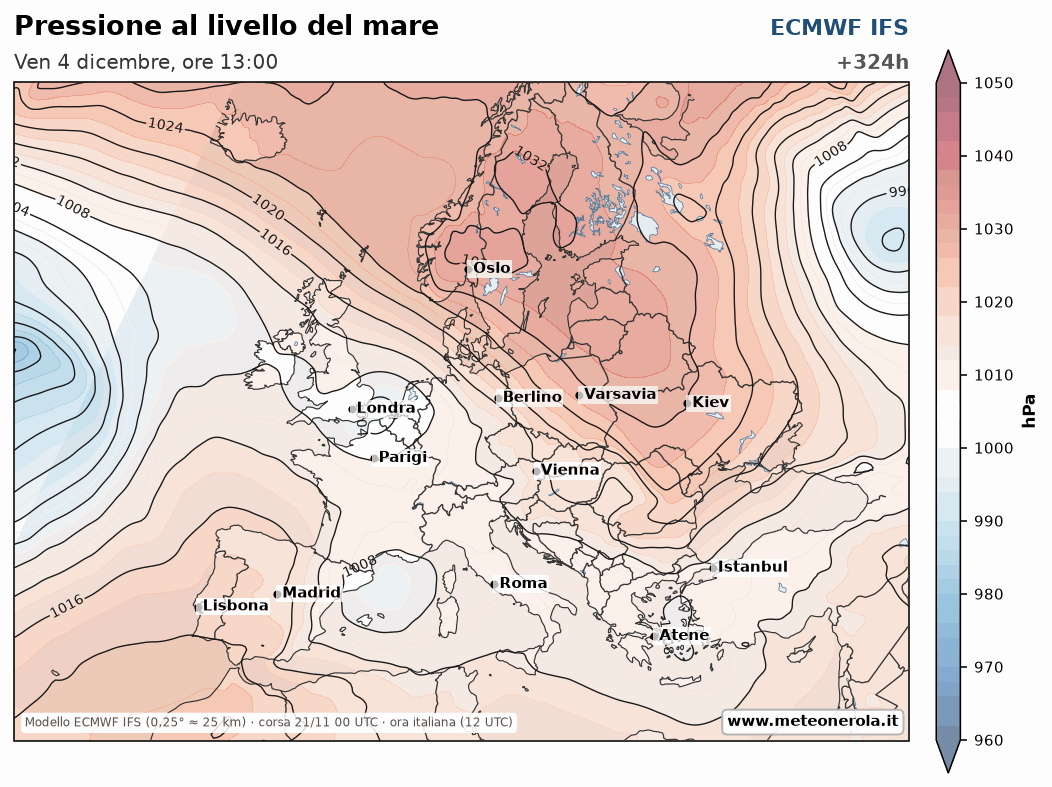 Pressione al livello del mare
ECMWF IFS
Ven 4 dicembre, ore 13:00
+324h
1050
1040
1030
1020
1010
1000
990
980
970
960
hPa
1024
1032
1008
1008
1020
1016
Oslo
Berlino
Varsavia
Kiev
Londra
Parigi
Vienna
1008
Istanbul
Roma
Madrid
1016
Lisbona
Atene
Modello ECMWF IFS (0,25° ≈ 25 km) · corsa 21/11 00 UTC · ora italiana (12 UTC)
www.meteonerola.it